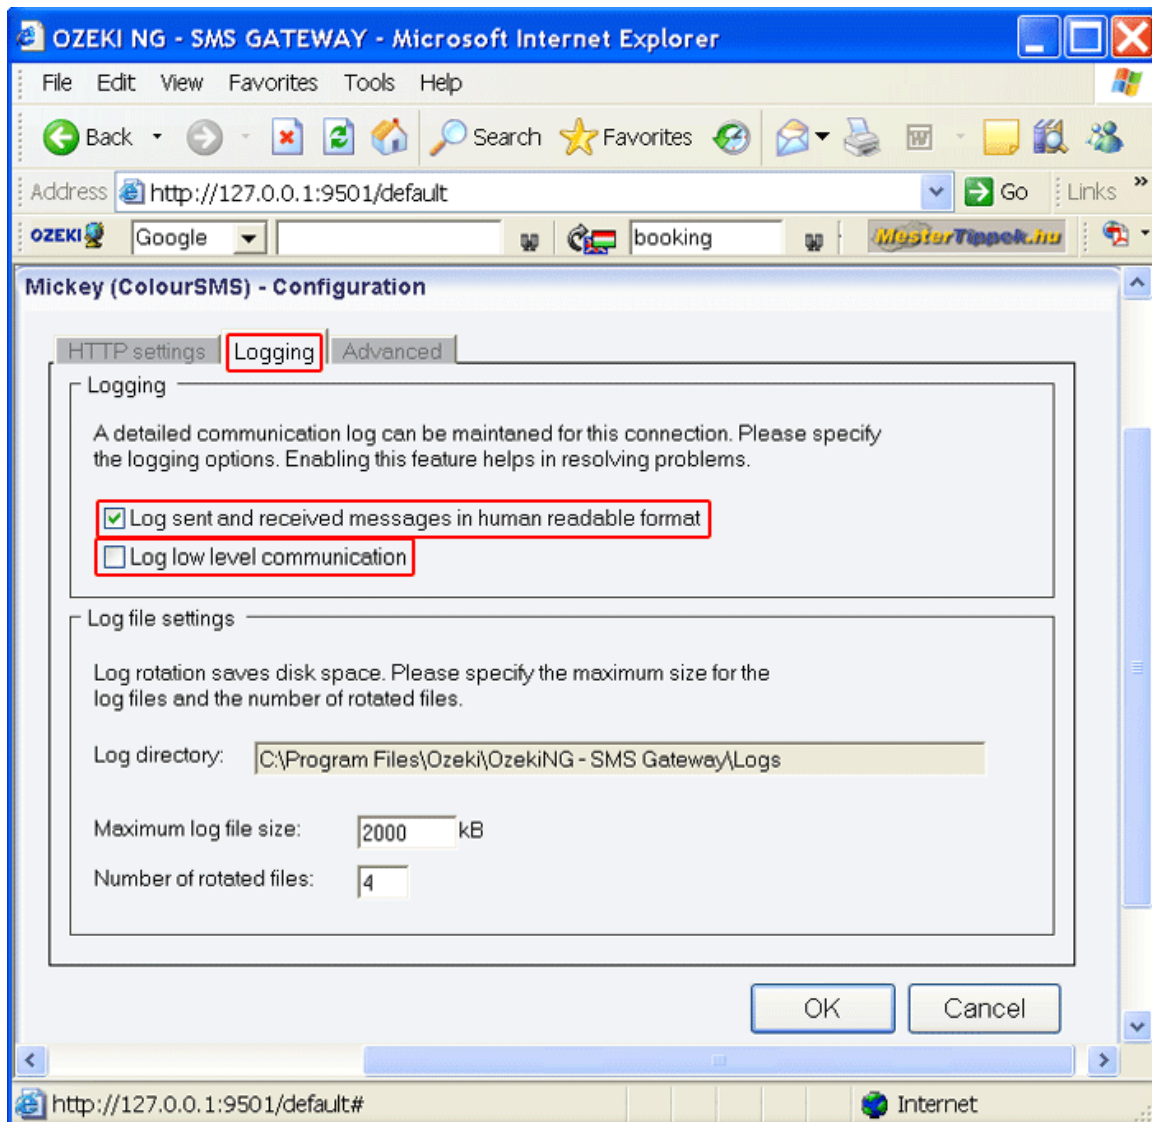 OZEKI NG - SMS GATEWAY - Microsoft Internet Explorer
File Edit View Favorites Tools Help
Back Search Favorites
Address http://127.0.0.1:9501/default Go Links »
OZEKI Google booking MesterTippek.hu
Mickey (ColourSMS) - Configuration
HTTP settings Logging Advanced
Logging
A detailed communication log can be maintaned for this connection. Please specify
the logging options. Enabling this feature helps in resolving problems.
Log sent and received messages in human readable format
Log low level communication
Log file settings
Log rotation saves disk space. Please specify the maximum size for the
log files and the number of rotated files.
Log directory: C:\Program Files\Ozeki\OzekiNG - SMS Gateway\Logs
Maximum log file size: 2000 kB
Number of rotated files: 4
OK Cancel
http://127.0.0.1:9501/default# Internet